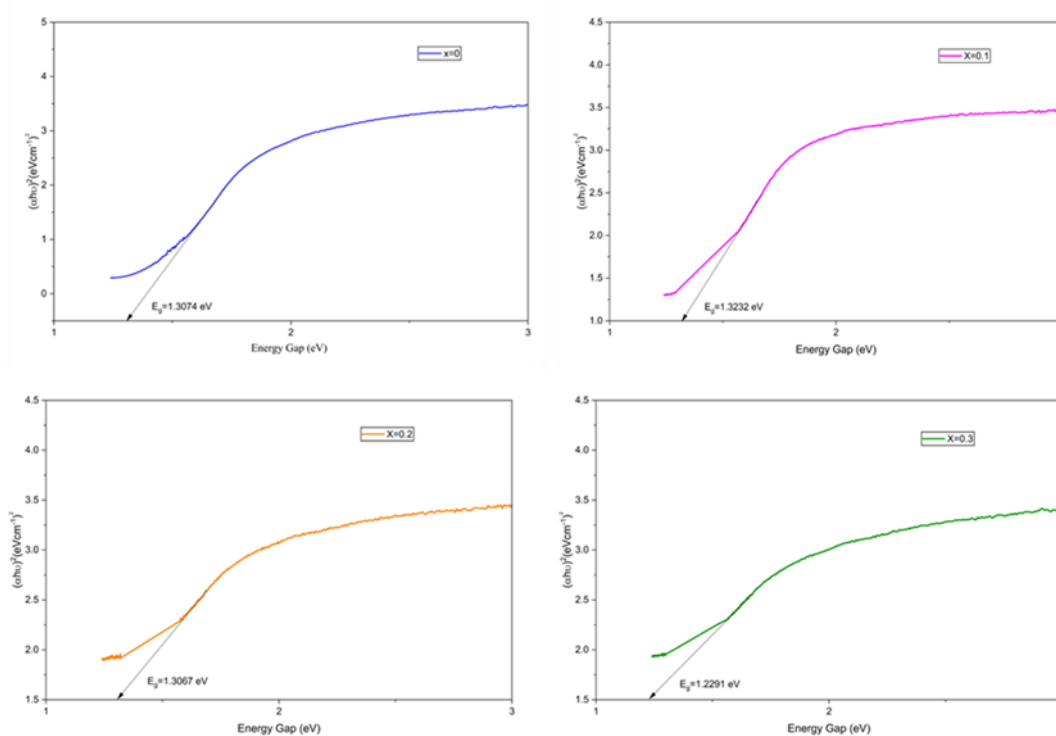 x=0
5
4
3
2
1
0
(αhυ)²(eVcm⁻¹)²
E_g=1.3074 eV
1
2
3
Energy Gap (eV)
X=0.1
4.5
4.0
3.5
3.0
2.5
2.0
1.5
1.0
(αhυ)²(eVcm⁻¹)²
E_g=1.3232 eV
1
2
Energy Gap (eV)
X=0.2
4.5
4.0
3.5
3.0
2.5
2.0
1.5
(αhυ)²(eVcm⁻¹)²
E_g=1.3067 eV
1
2
3
Energy Gap (eV)
X=0.3
4.5
4.0
3.5
3.0
2.5
2.0
1.5
(αhυ)²(eVcm⁻¹)²
E_g=1.2291 eV
1
2
Energy Gap (eV)